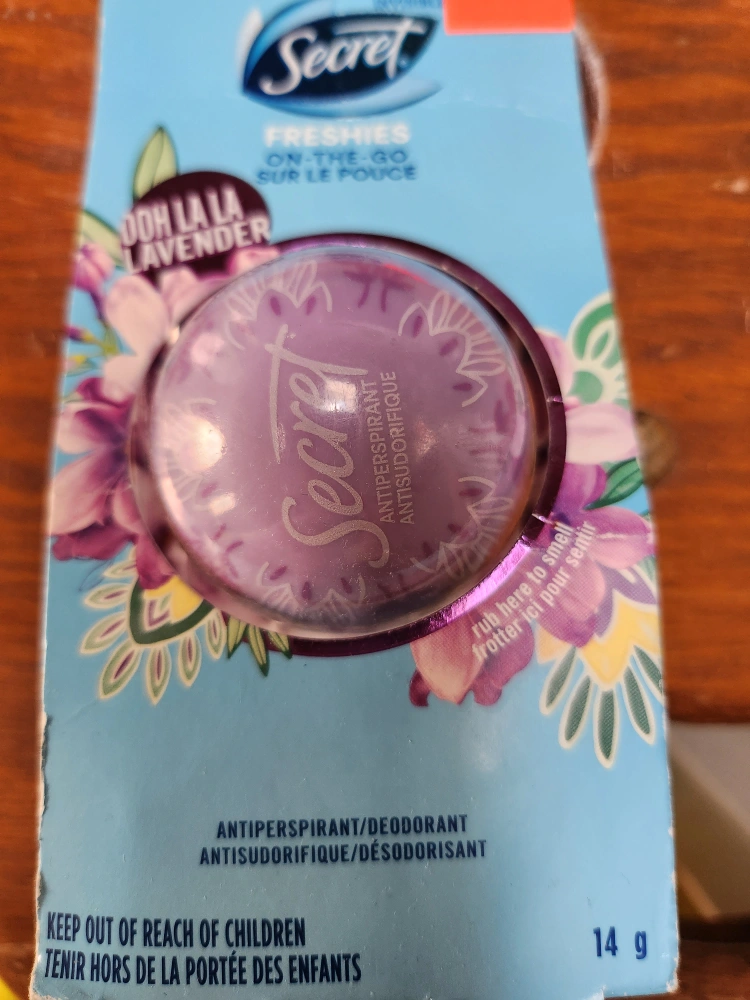 Secret
FRESHIES
ON-THE-GO
SUR LE POUCE
OOH LA LA
LAVENDER
Secret
ANTIPERSPIRANT
ANTISUDORIFIQUE
rub here to smell
frotter ici pour sentir
ANTIPERSPIRANT/DEODORANT
ANTISUDORIFIQUE/DÉSODORISANT
KEEP OUT OF REACH OF CHILDREN
TENIR HORS DE LA PORTÉE DES ENFANTS
14 g